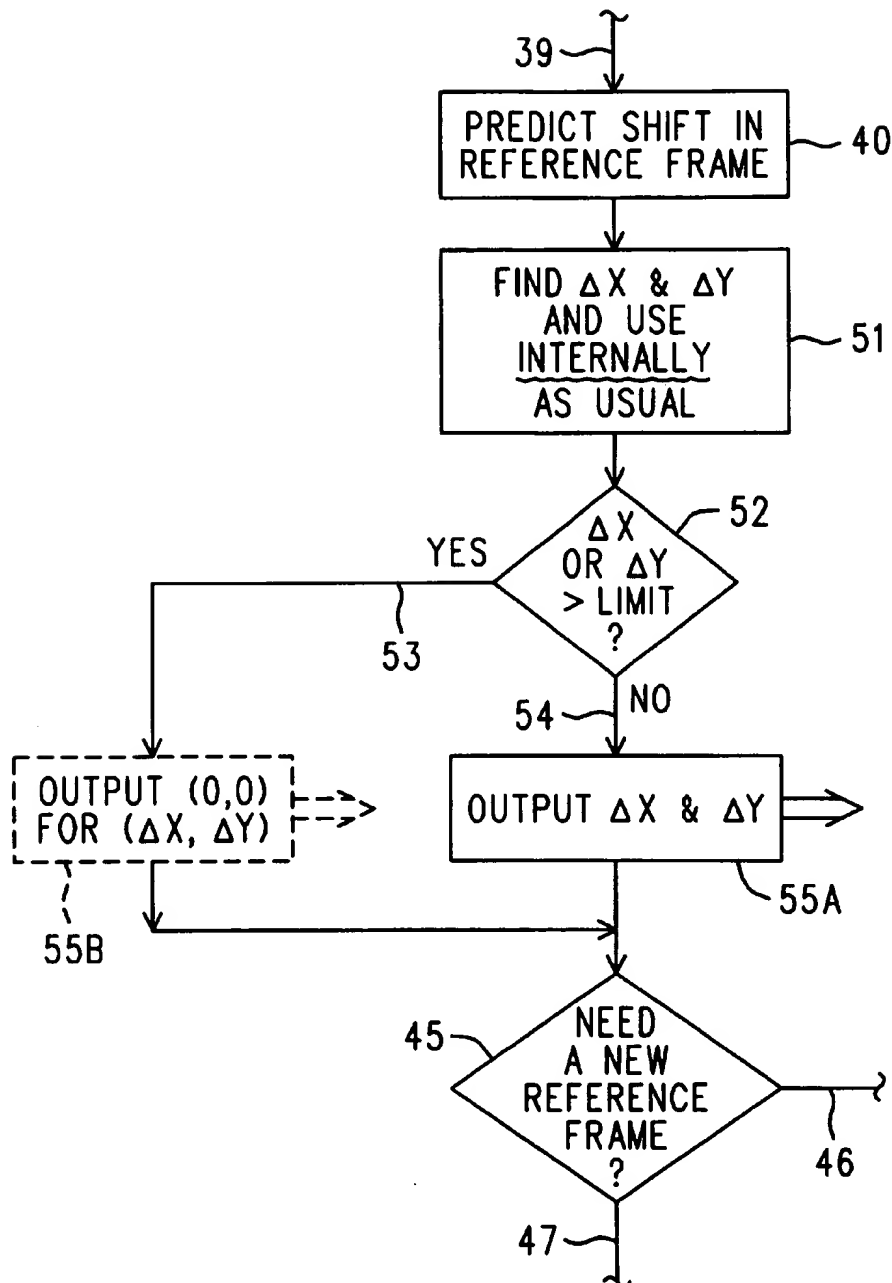 39
PREDICT SHIFT IN
REFERENCE FRAME
40
FIND ΔX & ΔY
AND USE
INTERNALLY
AS USUAL
51
ΔX
OR ΔY
> LIMIT
?
52
YES
53
54
NO
OUTPUT (0,0)
FOR (ΔX, ΔY)
55B
OUTPUT ΔX & ΔY
55A
45
NEED
A NEW
REFERENCE
FRAME
?
46
47